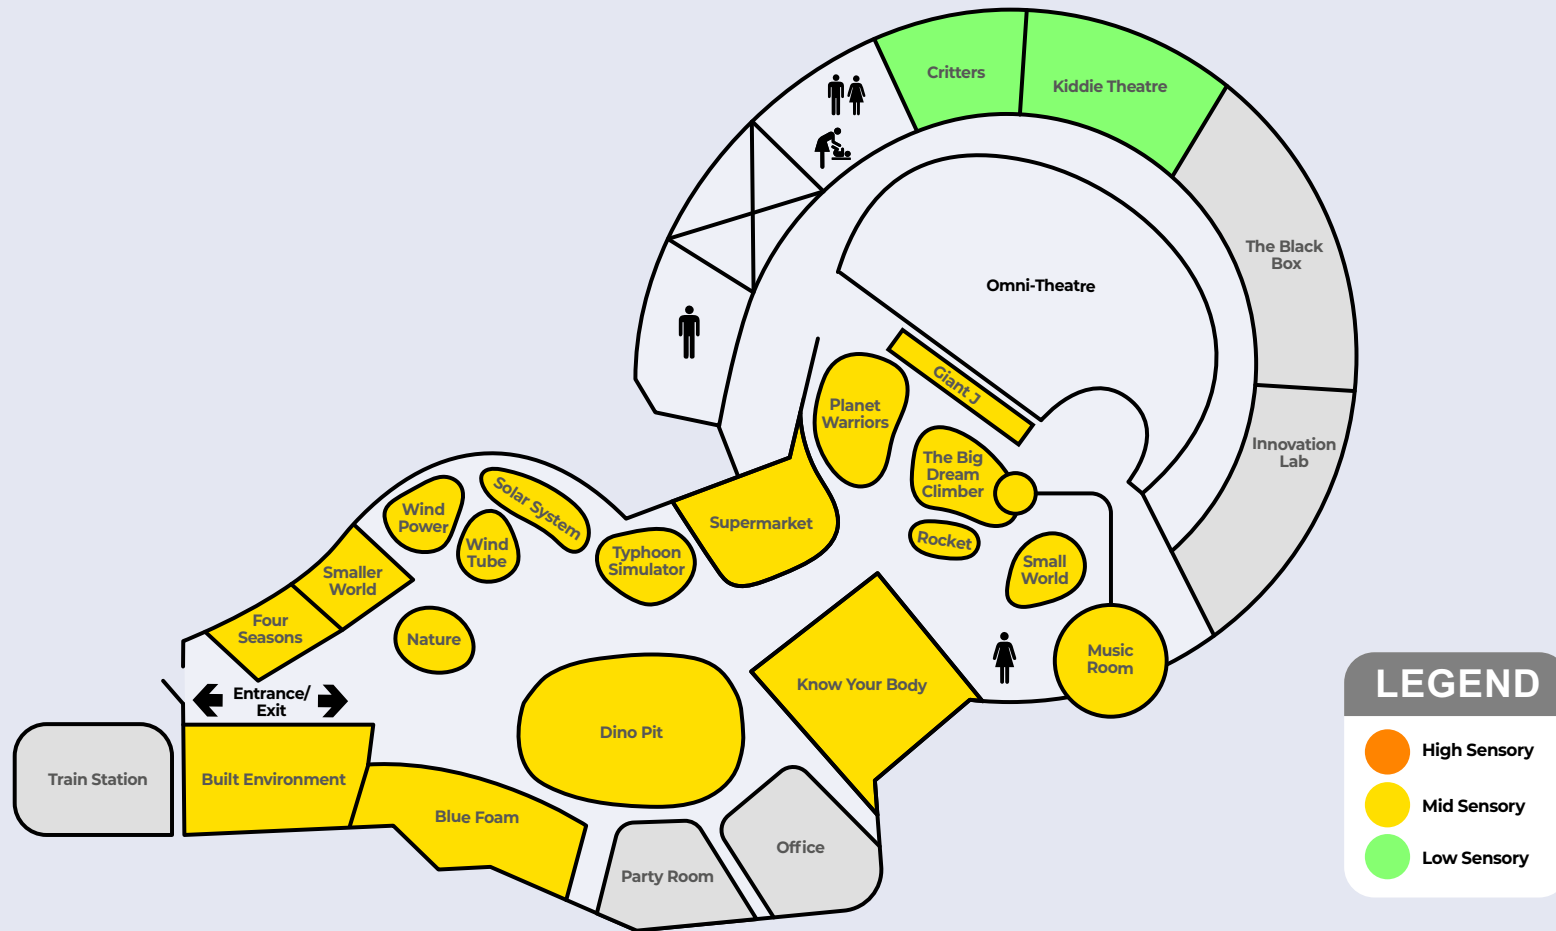 Critters
Kiddie Theatre
The Black
Box
Omni-Theatre
Giant J
Planet
Warriors
Innovation
Lab
The Big
Dream
Climber
Solar System
Wind
Power
Supermarket
Rocket
Wind
Tube
Typhoon
Simulator
Small
World
Smaller
World
Four
Seasons
Nature
Music
Room
Know Your Body
Entrance/
Exit
Dino Pit
Train Station
Built Environment
Blue Foam
Office
Party Room
LEGEND
High Sensory
Mid Sensory
Low Sensory